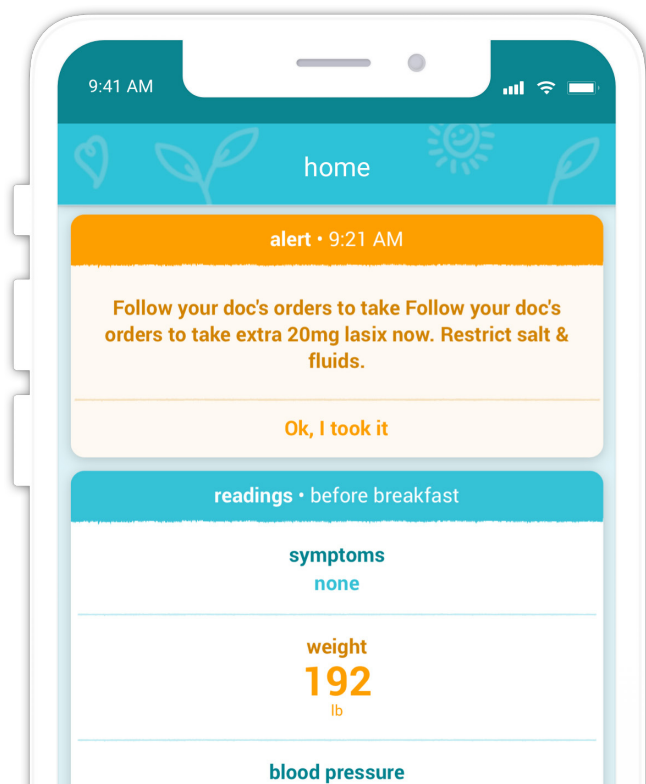 9:41 AM
home
alert • 9:21 AM
Follow your doc's orders to take Follow your doc's
orders to take extra 20mg lasix now. Restrict salt &
fluids.
Ok, I took it
readings • before breakfast
symptoms
none
weight
192
lb
blood pressure